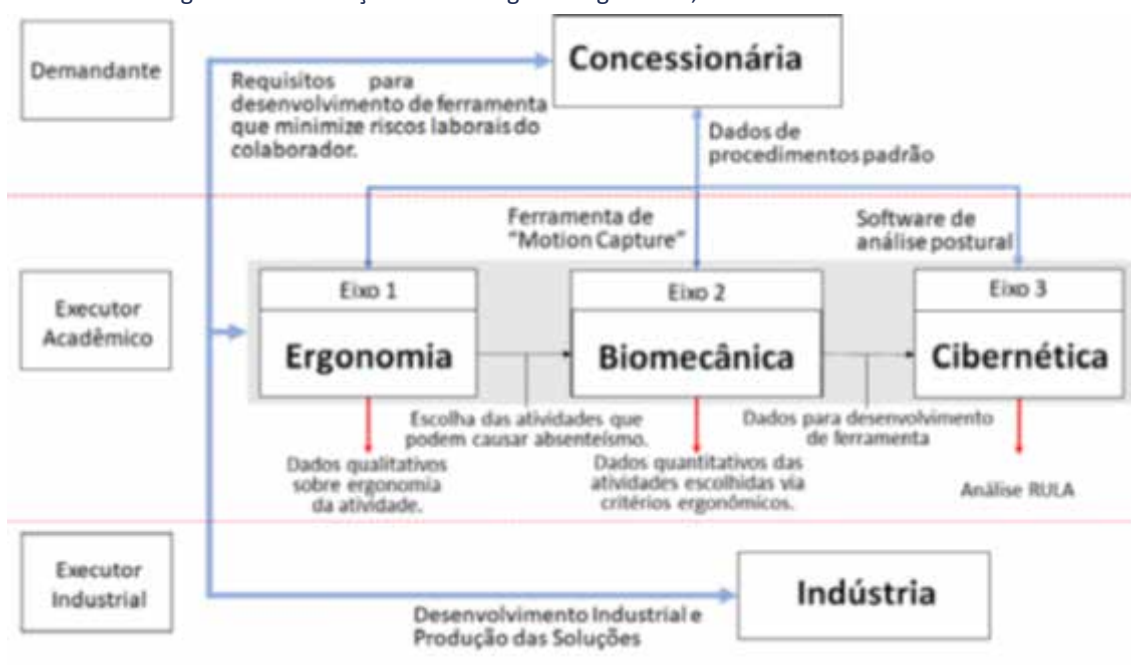 Demandante
Concessionária
Requisitos para
desenvolvimento de ferramenta
que minimize riscos laborais do
colaborador.
Dados de
procedimentos padrão
Ferramenta de
“Motion Capture”
Software de
análise postural
Executor
Acadêmico
Eixo 1
Ergonomia
Eixo 2
Biomecânica
Eixo 3
Cibernética
Escolha das atividades que
podem causar absenteísmo.
Dados para desenvolvimento
de ferramenta
Dados qualitativos
sobre ergonomia
da atividade.
Dados quantitativos das
atividades escolhidas via
critérios ergonômicos.
Análise RULA
Executor
Industrial
Indústria
Desenvolvimento Industrial e
Produção das Soluções